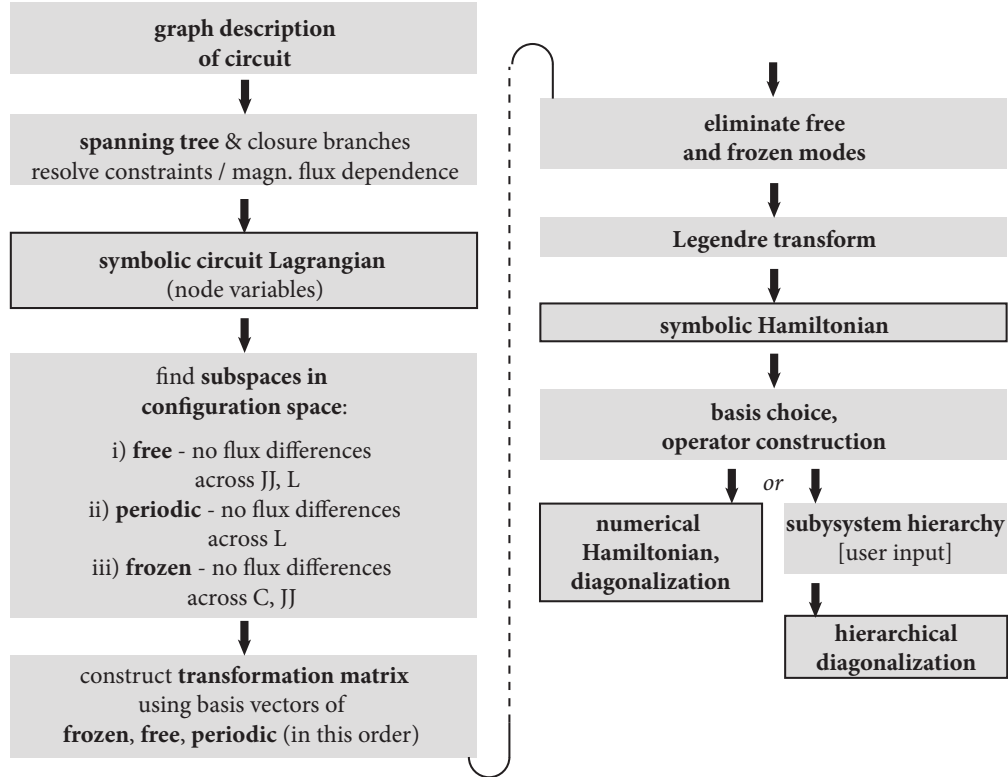 graph description
of circuit
spanning tree & closure branches
resolve constraints / magn. flux dependence
symbolic circuit Lagrangian
(node variables)
find subspaces in
configuration space:
i) free - no flux differences
across JJ, L
ii) periodic - no flux differences
across L
iii) frozen - no flux differences
across C, JJ
construct transformation matrix
using basis vectors of
frozen, free, periodic (in this order)
eliminate free
and frozen modes
Legendre transform
symbolic Hamiltonian
basis choice,
operator construction
or
numerical
Hamiltonian,
diagonalization
subysystem hierarchy
[user input]
hierarchical
diagonalization